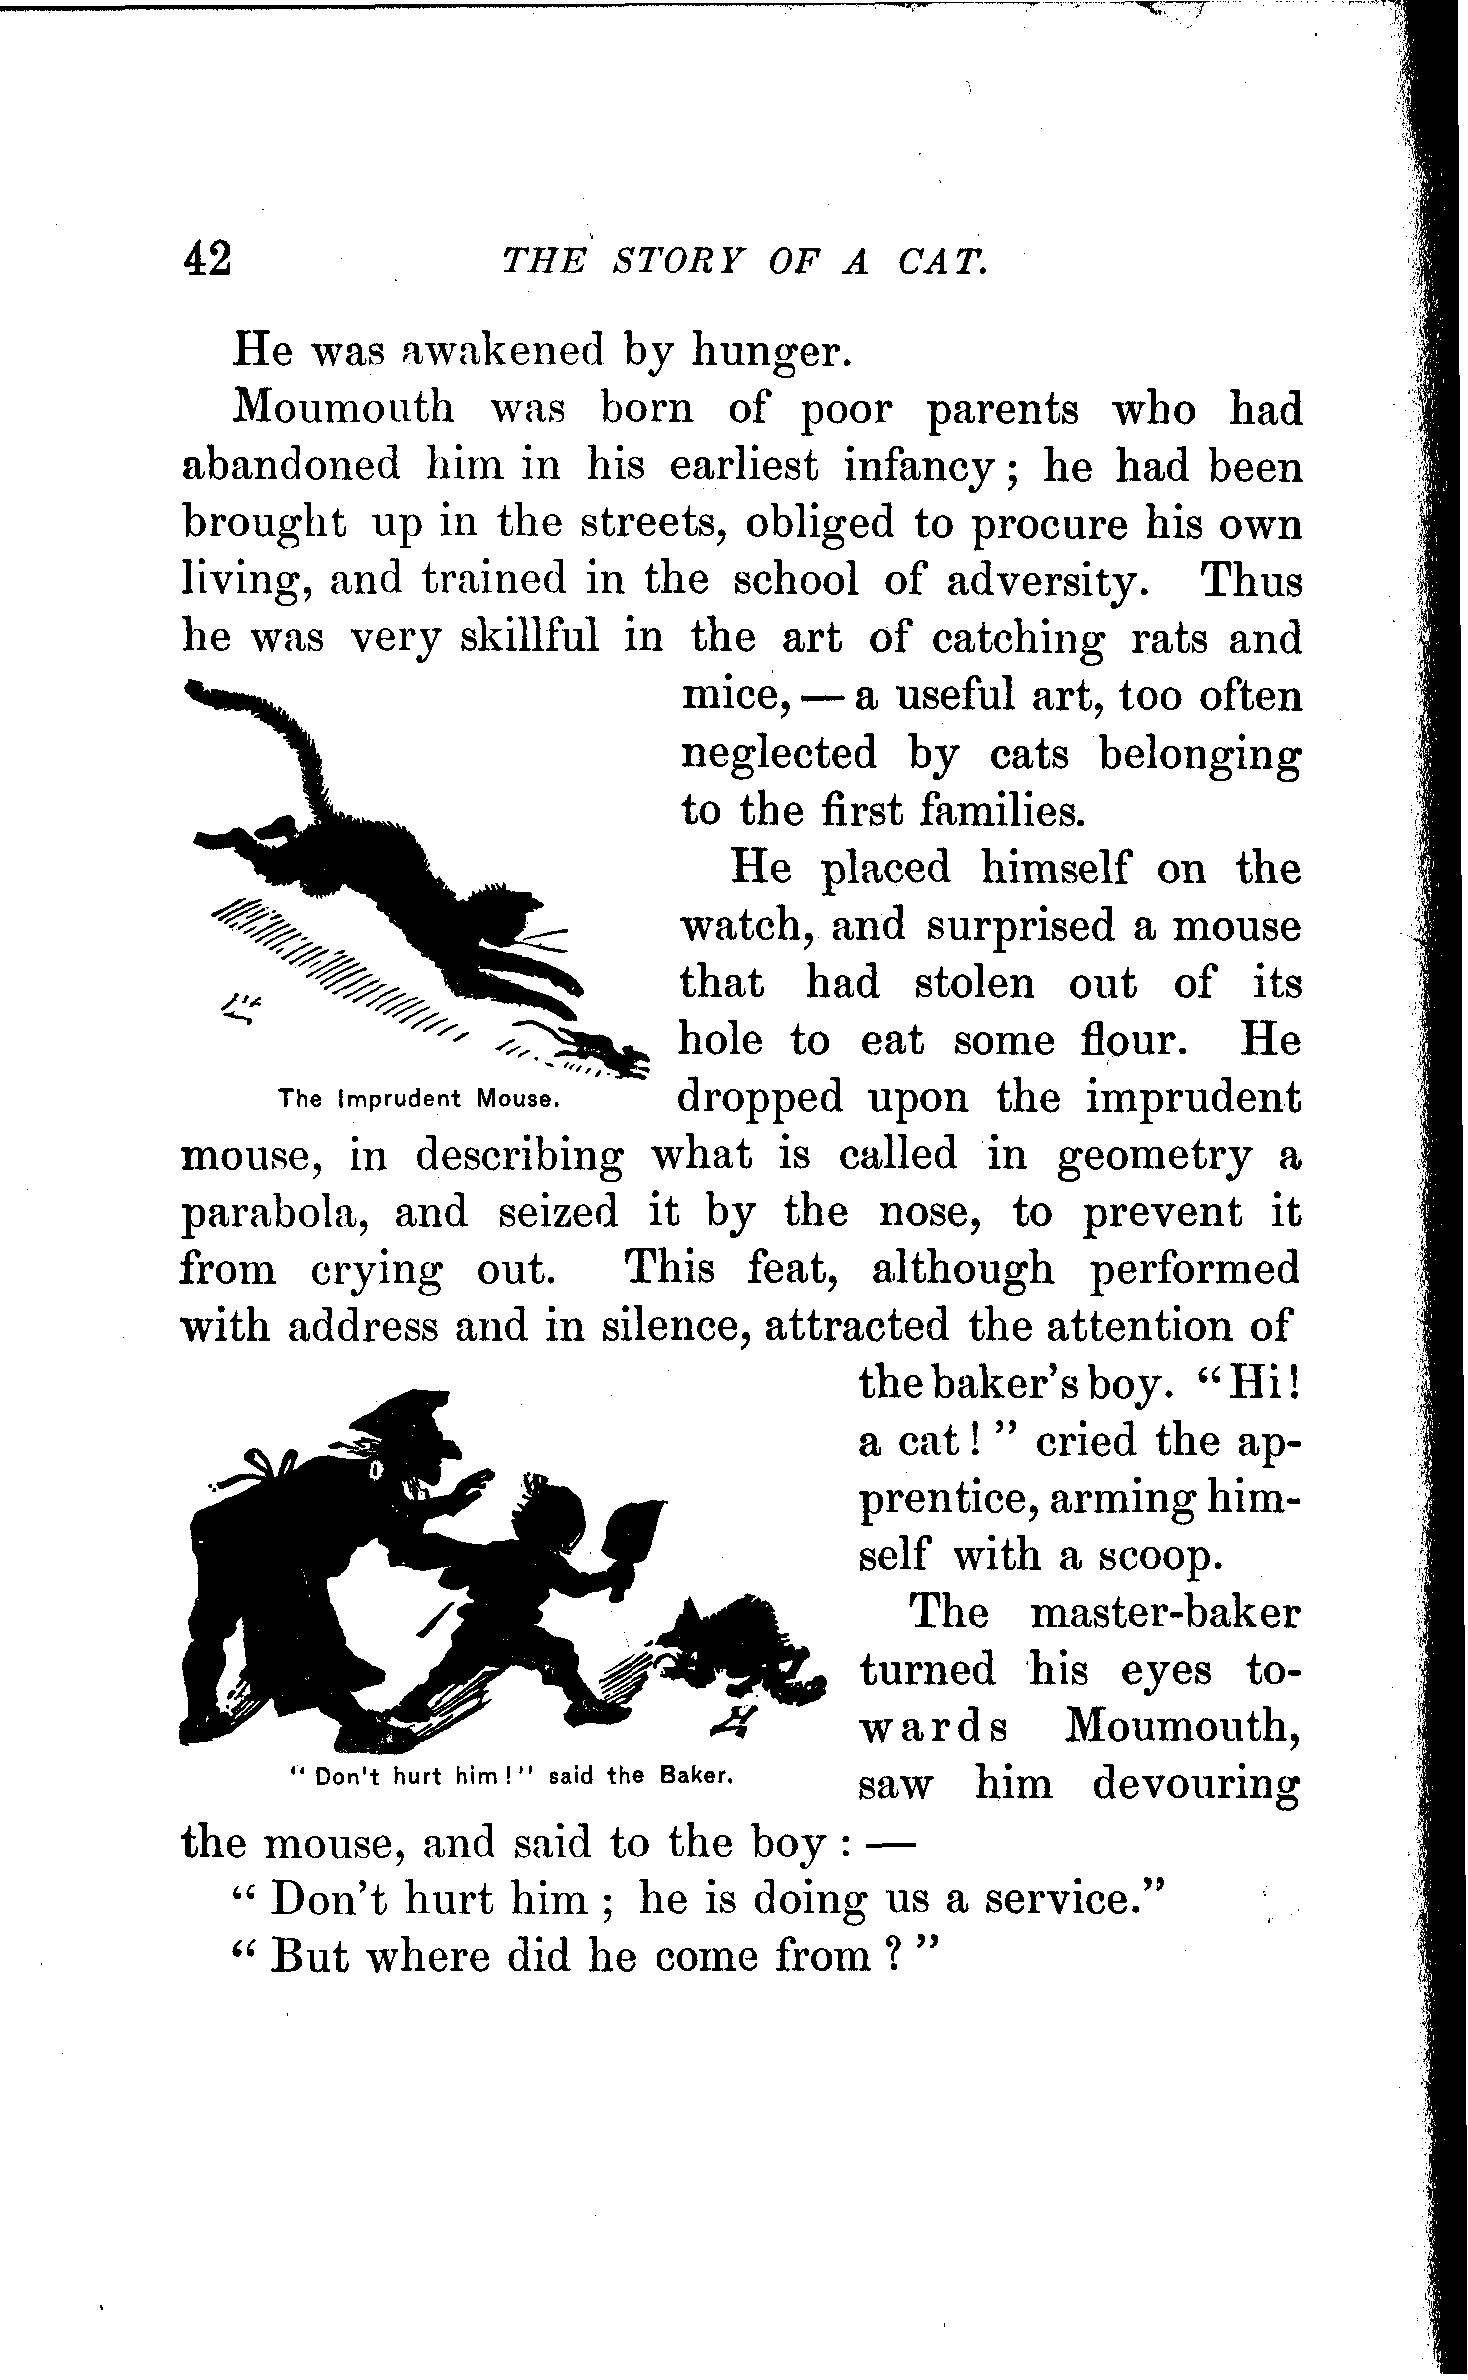 42 THE STORY OF A CAT.
He was awakened by hunger.
Moumouth was born of poor parents who had
abandoned him in his earliest infancy; he had been
brought up in the streets, obliged to procure his own
living, and trained in the school of adversity. Thus
he was very skillful in the art of catching rats and
mice,—a useful art, too often
neglected by cats belonging
to the first families.
He placed himself on the
watch, and surprised a mouse
that had stolen out of its
hole to eat some flour. He
dropped upon the imprudent
The Imprudent Mouse.
mouse, in describing what is called in geometry a
parabola, and seized it by the nose, to prevent it
from crying out. This feat, although performed
with address and in silence, attracted the attention of
the baker's boy. "Hi!
a cat!" cried the ap-
prentice, arming him-
self with a scoop.
The master-baker
turned his eyes to-
wards Moumouth,
saw him devouring
"Don't hurt him!" said the Baker.
the mouse, and said to the boy:—
"Don't hurt him; he is doing us a service."
"But where did he come from?"